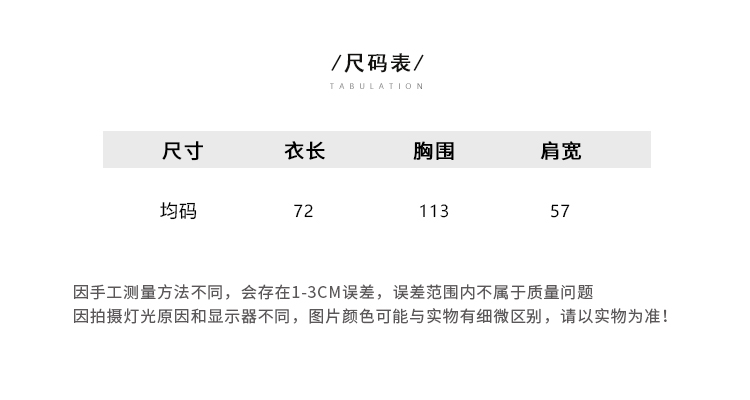 /尺码表/
TABULATION
尺寸 衣长 胸围 肩宽
均码 72 113 57
因手工测量方法不同，会存在1-3CM误差，误差范围内不属于质量问题
因拍摄灯光原因和显示器不同，图片颜色可能与实物有细微区别，请以实物为准！